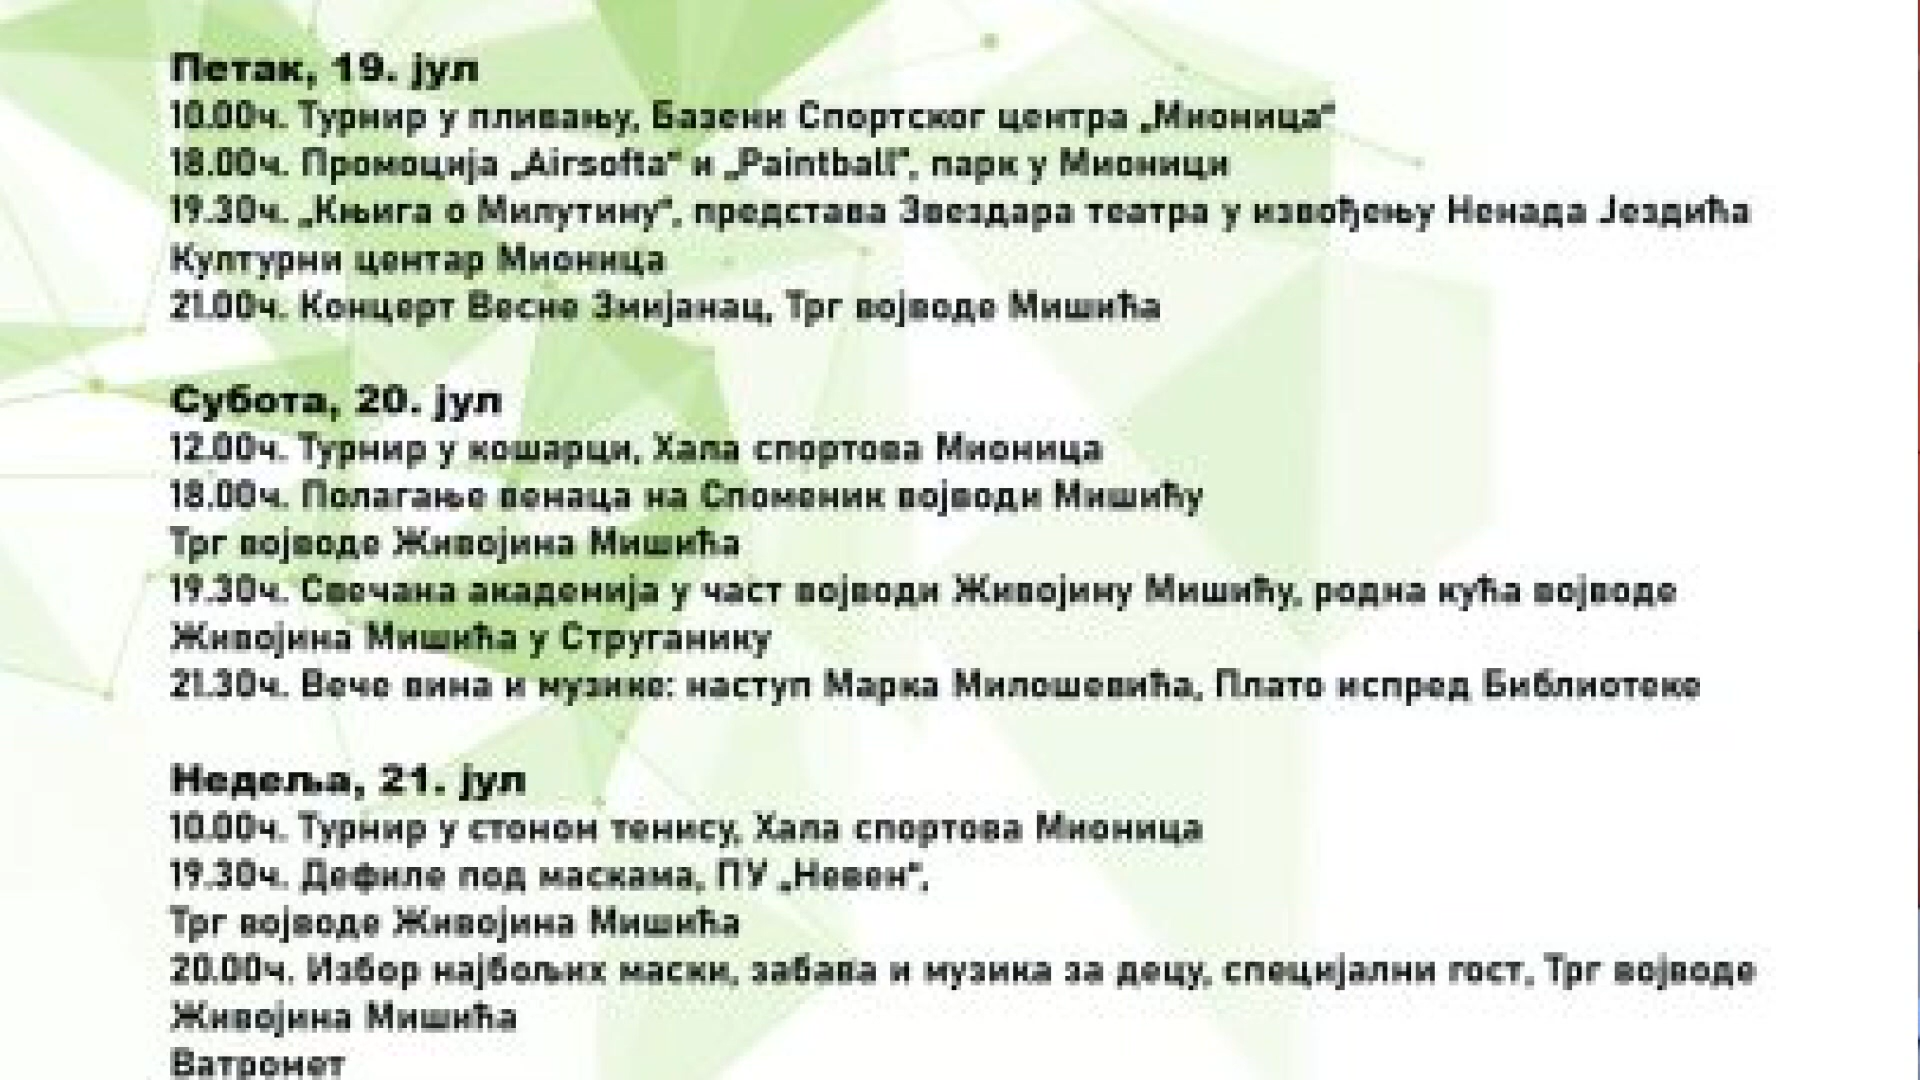 Петак, 19. јул
10.00ч. Турнир у пливању, Базени Спортског центра „Мионица“
18.00ч. Промоција „Airsofta“ и „Paintball“, парк у Мионици
19.30ч. „Књига о Милутину“, представа Звездара театра у извођењу Ненада Јездића
Културни центар Мионица
21.00ч. Концерт Весне Змијанац, Трг војводе Мишића
Субота, 20. јул
12.00ч. Турнир у кошарци, Хала спортова Мионица
18.00ч. Полагање венаца на Споменик војводи Мишићу
Трг војводе Живојина Мишића
19.30ч. Свечана академија у част војводи Живојину Мишићу, родна кућа војводе
Живојина Мишића у Струганику
21.30ч. Вече вина и музике: наступ Марка Милошевића, Плато испред Библиотеке
Недеља, 21. јул
10.00ч. Турнир у стоном тенису, Хала спортова Мионица
19.30ч. Дефиле под маскама, ПУ „Невен“,
Трг војводе Живојина Мишића
20.00ч. Избор најбољих маски, забава и музика за децу, специјални гост, Трг војводе
Живојина Мишића
Ватромет